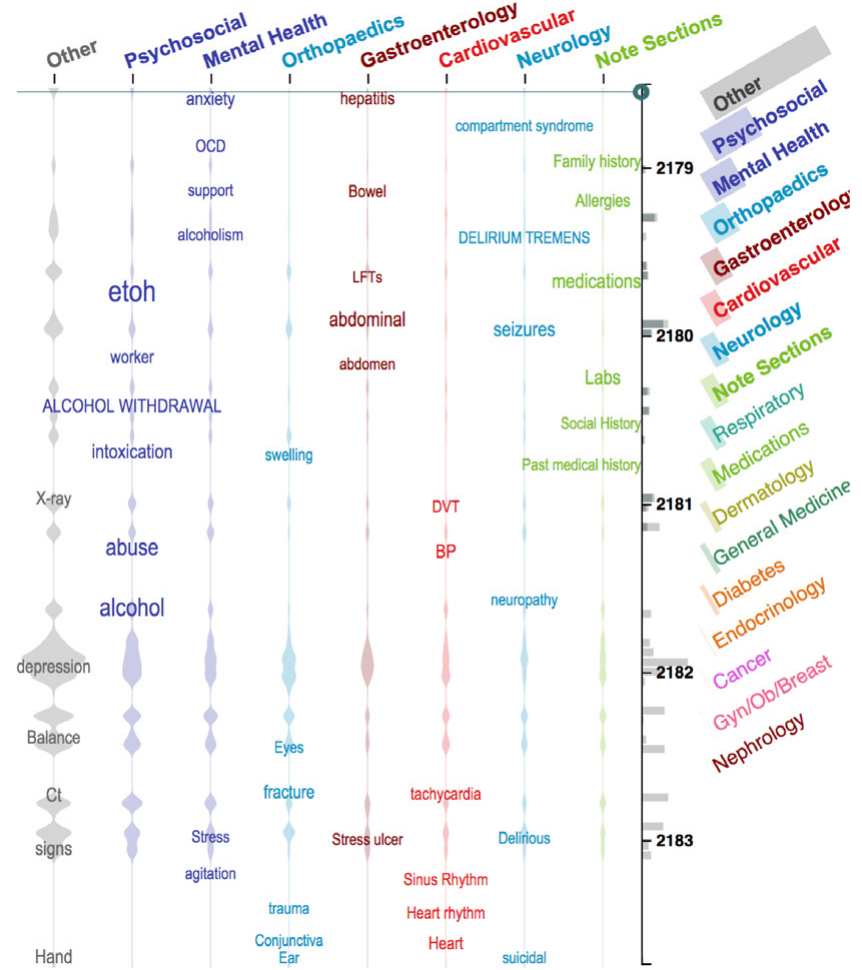 Other
Psychosocial
Mental Health
Orthopaedics
Gastroenterology
Cardiovascular
Neurology
Note Sections
anxiety
hepatitis
compartment syndrome
OCD
Family history
2179
support
Bowel
Allergies
alcoholism
DELIRIUM TREMENS
LFTs
medications
etoh
abdominal
seizures
2180
worker
abdomen
Labs
ALCOHOL WITHDRAWAL
Social History
intoxication
swelling
Past medical history
X-ray
DVT
2181
abuse
BP
alcohol
neuropathy
depression
2182
Balance
Eyes
Ct
fracture
tachycardia
signs
Stress
Stress ulcer
Delirious
2183
agitation
Sinus Rhythm
trauma
Heart rhythm
Conjunctiva
Heart
Hand
Ear
suicidal
Other
Psychosocial
Mental Health
Orthopaedics
Gastroenterology
Cardiovascular
Neurology
Note Sections
Respiratory
Medications
Dermatology
General Medicine
Diabetes
Endocrinology
Cancer
Gyn/Ob/Breast
Nephrology